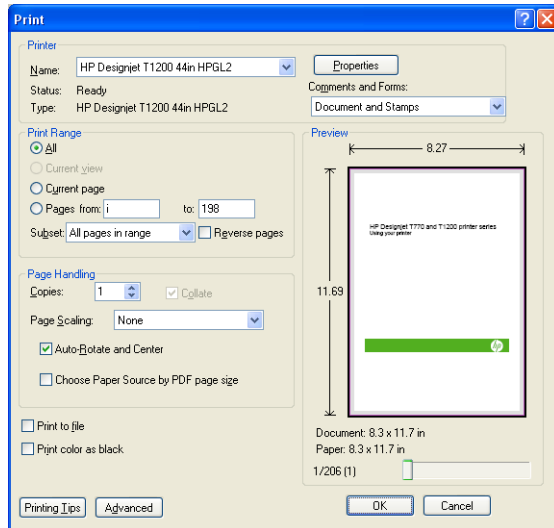 Print
Printer
Name: HP Designjet T1200 44in HPGL2
Properties
Status: Ready
Comments and Forms:
Type: HP Designjet T1200 44in HPGL2
Document and Stamps
Print Range
All
Current view
Current page
Pages from: i to: 198
Subset: All pages in range Reverse pages
Page Handling
Copies: 1 Collate
Page Scaling: None
Auto-Rotate and Center
Choose Paper Source by PDF page size
Print to file
Print color as black
Preview
8.27
11.69
HP Designjet T770 and T1200 printer series
Using your printer
hp
Document: 8.3 x 11.7 in
Paper: 8.3 x 11.7 in
1/206 (1)
Printing Tips Advanced OK Cancel